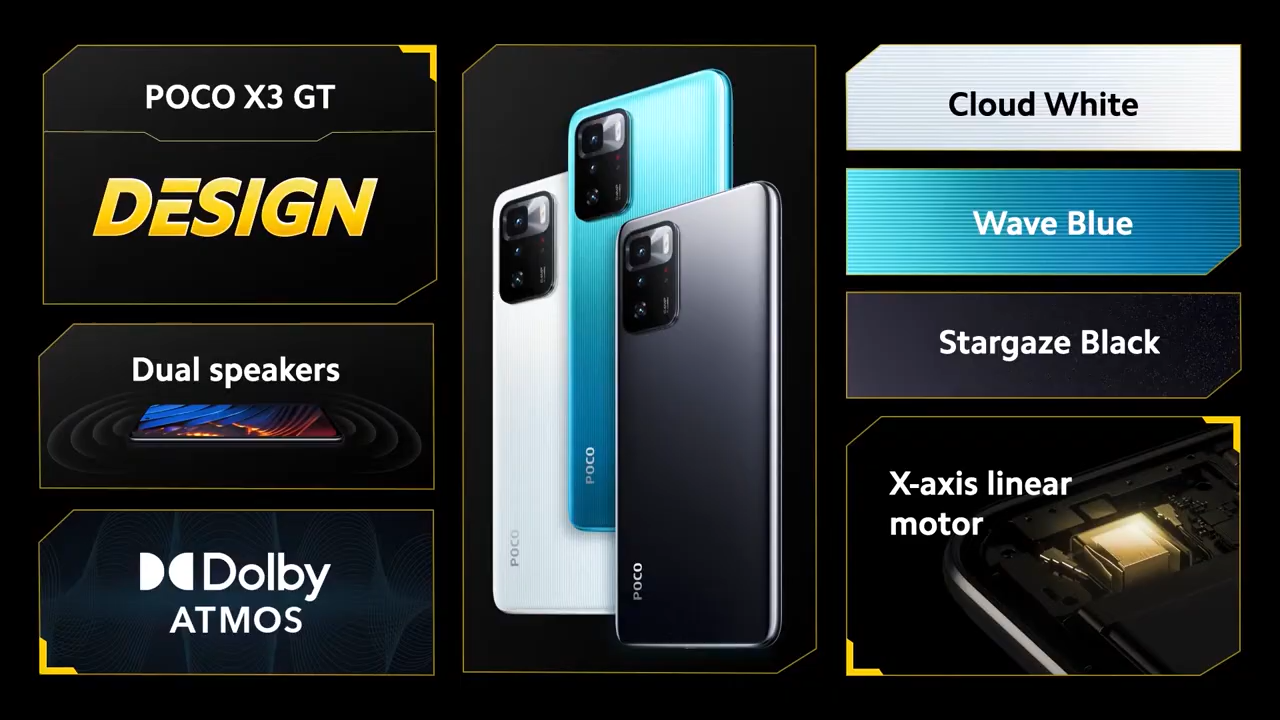 POCO X3 GT
DESIGN
Dual speakers
Dolby
ATMOS
POCO
POCO
POCO
Cloud White
Wave Blue
Stargaze Black
X-axis linear
motor